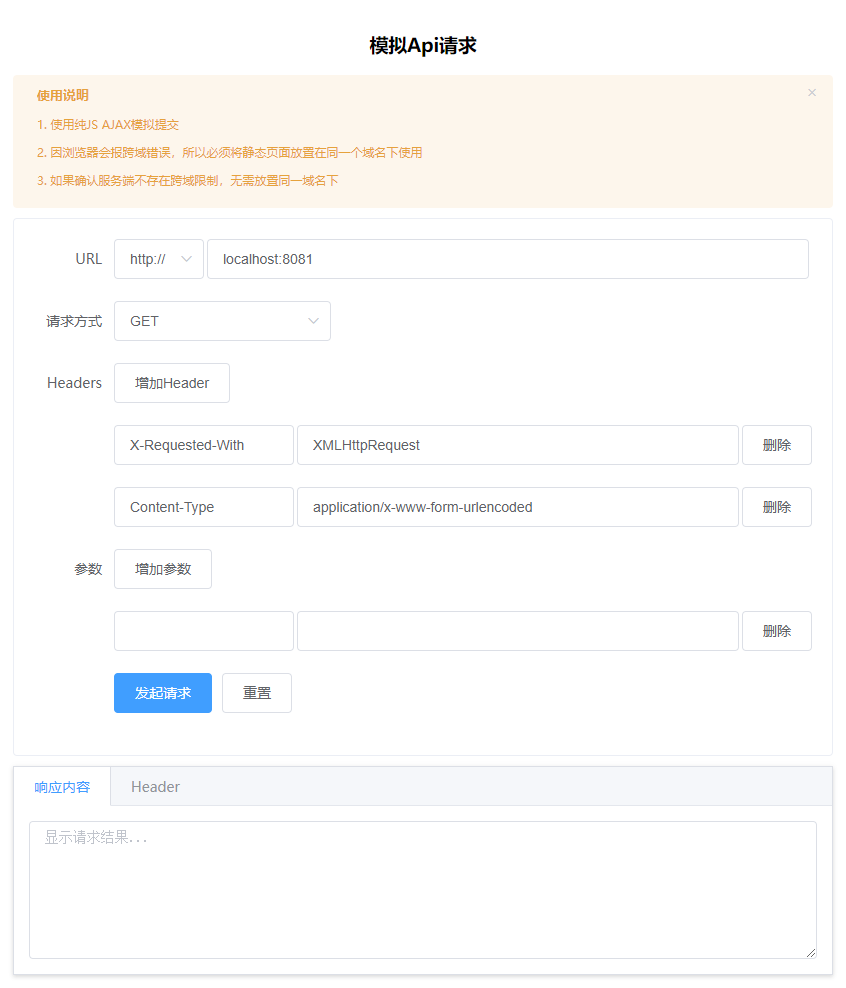 模拟Api请求
使用说明
1. 使用纯JS AJAX模拟提交
2. 因浏览器会报跨域错误，所以必须将静态页面放置在同一个域名下使用
3. 如果确认服务端不存在跨域限制，无需放置同一域名下
URL http:// localhost:8081
请求方式 GET
Headers 增加Header
X-Requested-With XMLHttpRequest 删除
Content-Type application/x-www-form-urlencoded 删除
参数 增加参数
删除
发起请求 重置
响应内容 Header
显示请求结果...